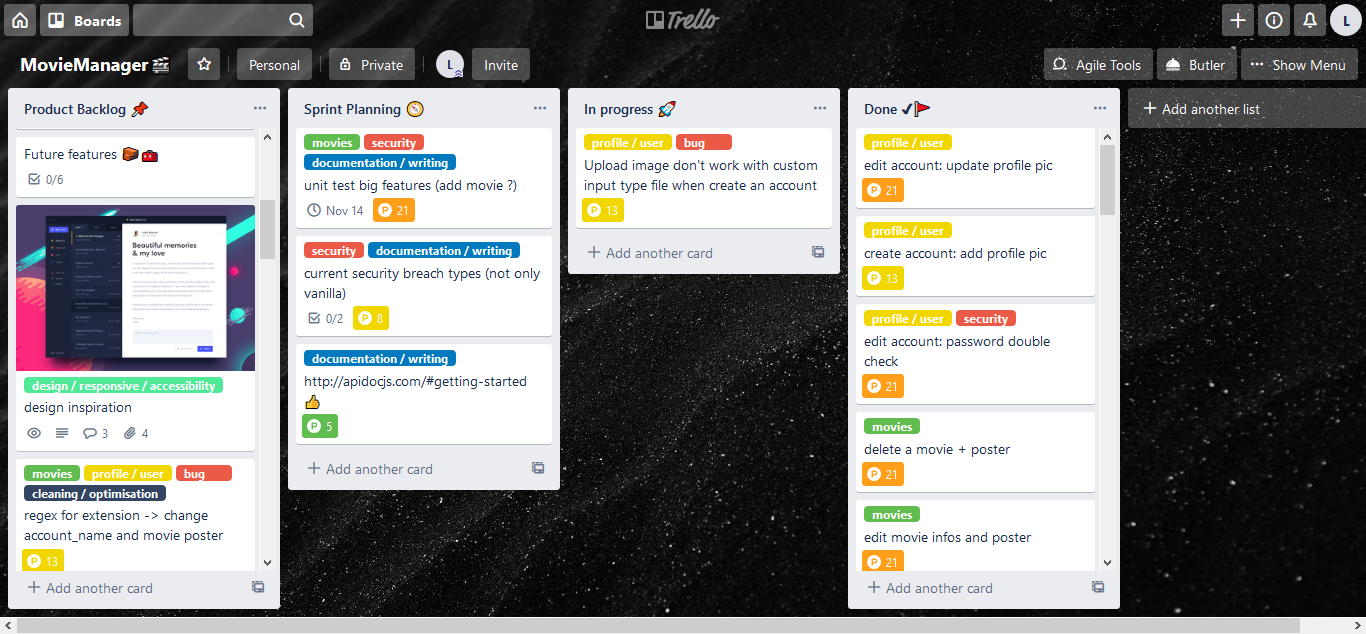 Boards
Trello
L
MovieManager
Personal
Private
L
Invite
Agile Tools
Butler
Show Menu
Product Backlog
Future features
0/6
Beautiful memories
& my love
design / responsive / accessibility
design inspiration
3
4
movies
profile / user
bug
cleaning / optimisation
regex for extension -> change
account_name and movie poster
P 13
Add another card
Sprint Planning
movies
security
documentation / writing
unit test big features (add movie ?)
Nov 14
P 21
security
documentation / writing
current security breach types (not only
vanilla)
0/2
P 8
documentation / writing
http://apidocjs.com/#getting-started
P 5
Add another card
In progress
profile / user
bug
Upload image don't work with custom
input type file when create an account
P 13
Add another card
Done
profile / user
edit account: update profile pic
P 21
profile / user
create account: add profile pic
P 13
profile / user
security
edit account: password double
check
P 21
movies
delete a movie + poster
P 21
movies
edit movie infos and poster
P 21
Add another card
Add another list